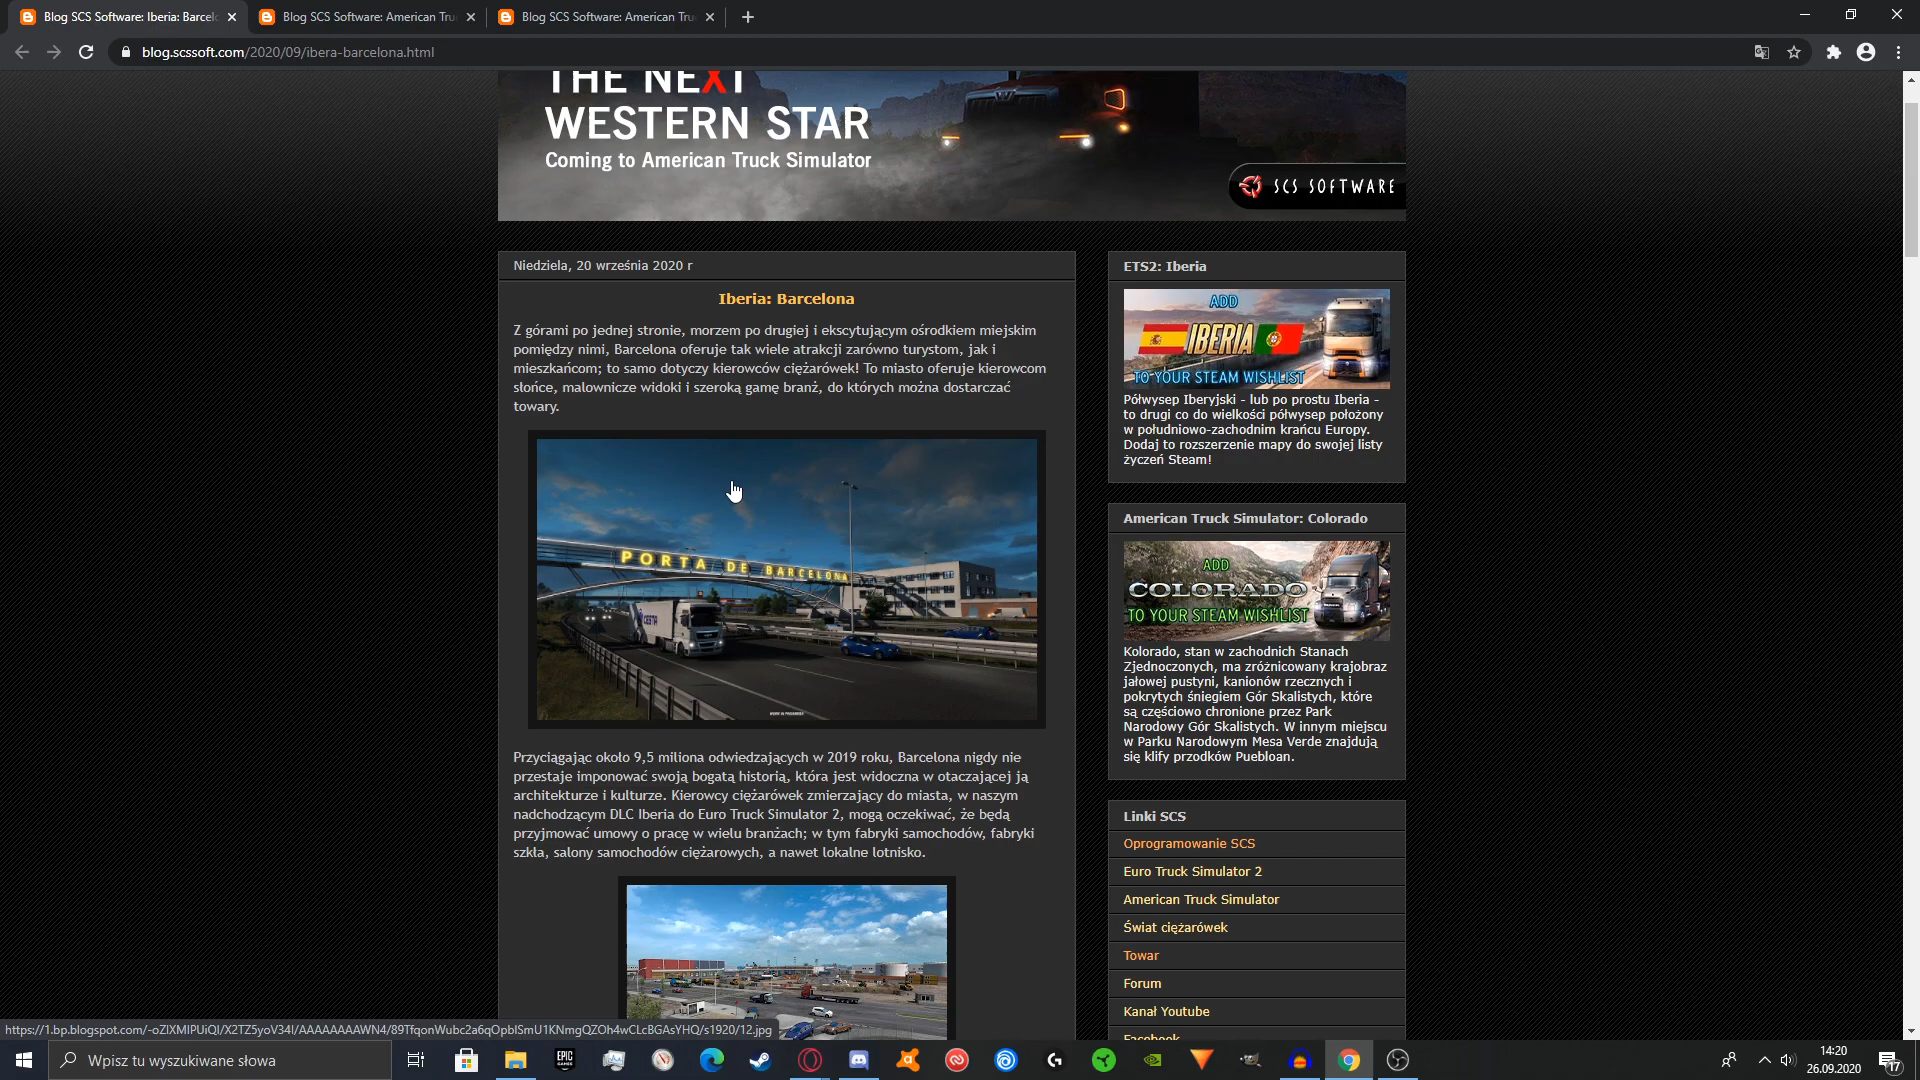 Blog SCS Software: Iberia: Barcel
Blog SCS Software: American Tru
Blog SCS Software: American Tru
blog.scssoft.com/2020/09/ibera-barcelona.html
THE NEXT
WESTERN STAR
Coming to American Truck Simulator
SCS SOFTWARE
Niedziela, 20 września 2020 r
Iberia: Barcelona
Z górami po jednej stronie, morzem po drugiej i ekscytującym ośrodkiem miejskim
pomiędzy nimi, Barcelona oferuje tak wiele atrakcji zarówno turystom, jak i
mieszkańcom; to samo dotyczy kierowców ciężarówek! To miasto oferuje kierowcom
słońce, malownicze widoki i szeroką gamę branż, do których można dostarczać
towary.
PORTA DE BARCELONA
WORK IN PROGRESS
Przyciągając około 9,5 miliona odwiedzających w 2019 roku, Barcelona nigdy nie
przestaje imponować swoją bogatą historią, która jest widoczna w otaczającej ją
architekturze i kulturze. Kierowcy ciężarówek zmierzający do miasta, w naszym
nadchodzącym DLC Iberia do Euro Truck Simulator 2, mogą oczekiwać, że będą
przyjmować umowy o pracę w wielu branżach; w tym fabryki samochodów, fabryki
szkła, salony samochodów ciężarowych, a nawet lokalne lotnisko.
ETS2: Iberia
ADD
IBERIA
TO YOUR STEAM WISHLIST
Półwysep Iberyjski - lub po prostu Iberia -
to drugi co do wielkości półwysep położony
w południowo-zachodnim krańcu Europy.
Dodaj to rozszerzenie mapy do swojej listy
życzeń Steam!
American Truck Simulator: Colorado
ADD
COLORADO
TO YOUR STEAM WISHLIST
Kolorado, stan w zachodnich Stanach
Zjednoczonych, ma zróżnicowany krajobraz
jałowej pustyni, kanionów rzecznych i
pokrytych śniegiem Gór Skalistych, które
są częściowo chronione przez Park
Narodowy Gór Skalistych. W innym miejscu
w Parku Narodowym Mesa Verde znajdują
się klify przodków Puebloan.
Linki SCS
Oprogramowanie SCS
Euro Truck Simulator 2
American Truck Simulator
Świat ciężarówek
Towar
Forum
Kanał Youtube
Facebook
Wpisz tu wyszukiwane słowa
EPIC GAMES
14:20
26.09.2020
17